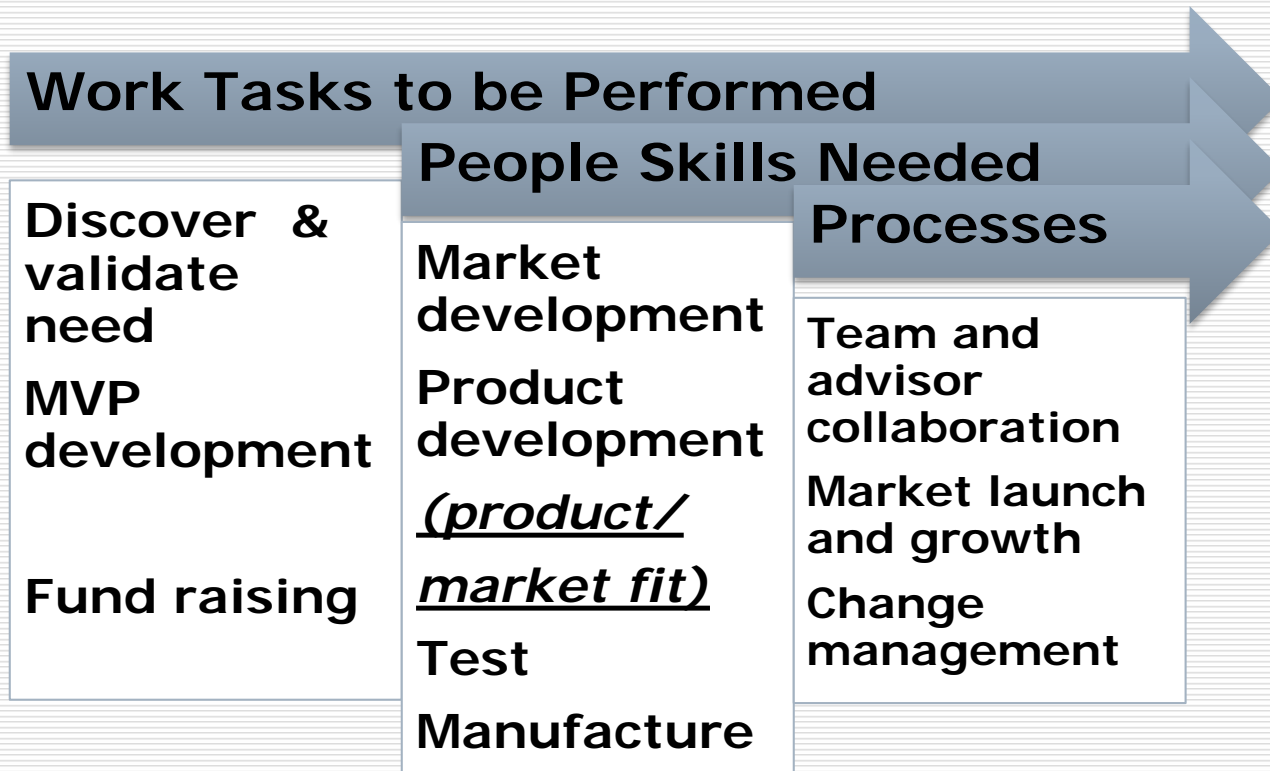 Work Tasks to be Performed
People Skills Needed
Processes
Discover &
validate
need
MVP
development
Fund raising
Market
development
Product
development
(product/
market fit)
Test
Manufacture
Team and
advisor
collaboration
Market launch
and growth
Change
management